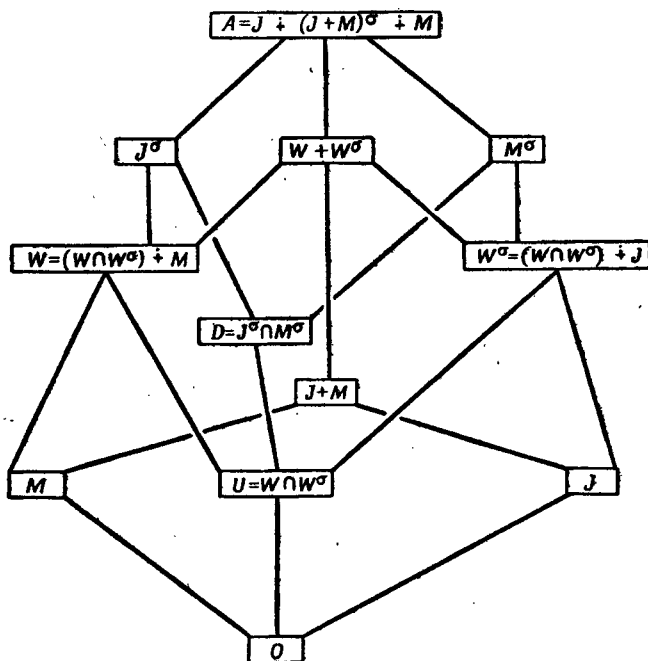 A=J ∔ (J+M)^σ ∔ M
J^σ
W+W^σ
M^σ
W=(W∩W^σ) ∔ M
W^σ=(W∩W^σ) ∔ J
D=J^σ∩M^σ
J+M
M
U=W∩W^σ
J
O